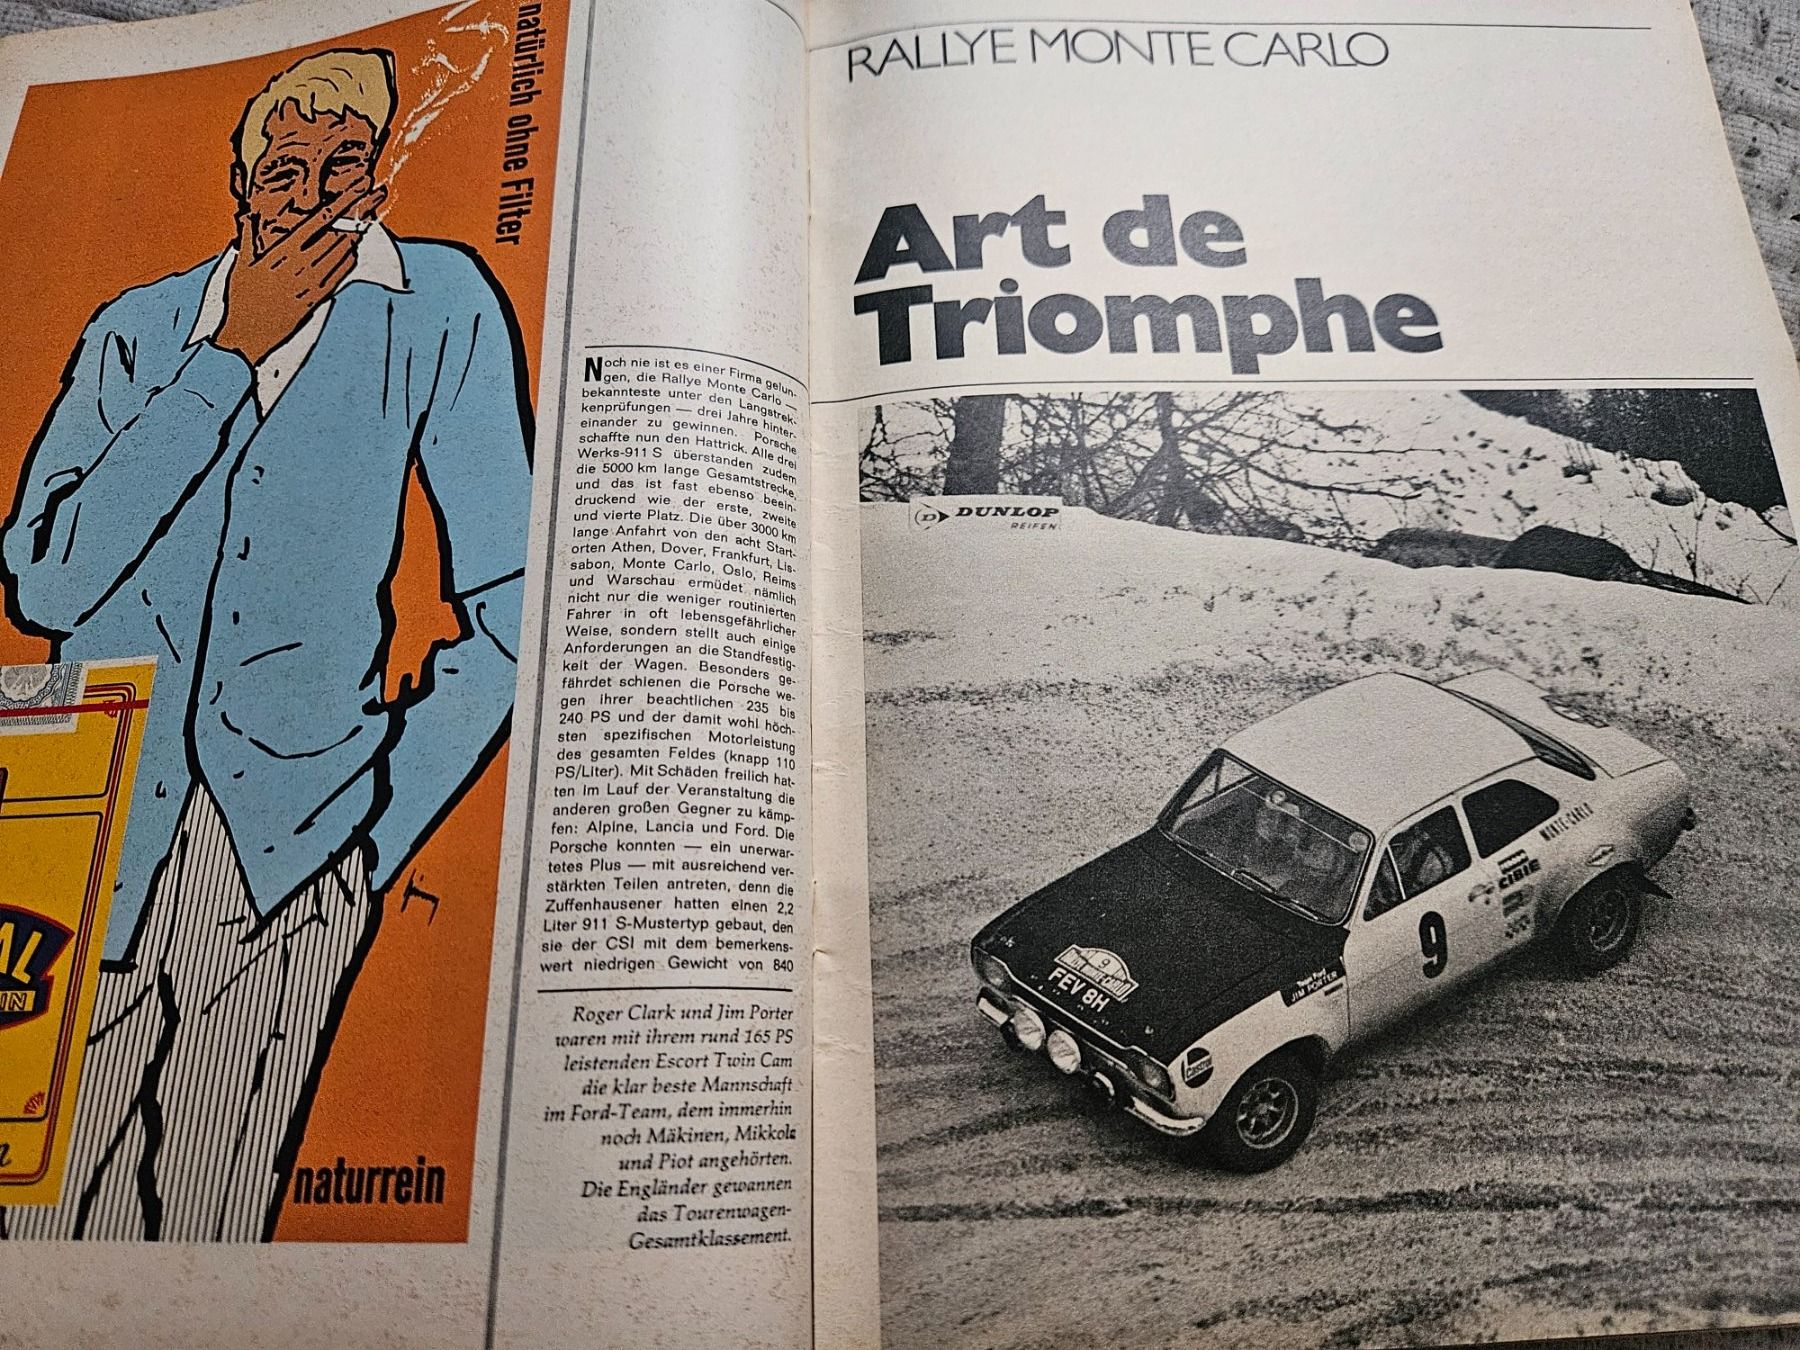 natürlich ohne Filter
AL
IN
naturrein
Noch nie ist es einer Firma gelun-
gen, die Rallye Monte Carlo —
bekannteste unter den Langstrek-
kenprüfungen — drei Jahre hinter-
einander zu gewinnen. Porsche
schaffte nun den Hattrick. Alle drei
Werks-911 S überstanden zudem
die 5000 km lange Gesamtstrecke,
und das ist fast ebenso beein-
druckend wie der erste, zweite
und vierte Platz. Die über 3000 km
lange Anfahrt von den acht Start-
orten Athen, Dover, Frankfurt, Lis-
sabon, Monte Carlo, Oslo, Reims
und Warschau ermüdet nämlich
nicht nur die weniger routinierten
Fahrer in oft lebensgefährlicher
Weise, sondern stellt auch einige
Anforderungen an die Standfestig-
keit der Wagen. Besonders ge-
fährdet schienen die Porsche we-
gen ihrer beachtlichen 235 bis
240 PS und der damit wohl höch-
sten spezifischen Motorleistung
des gesamten Feldes (knapp 110
PS/Liter). Mit Schäden freilich hat-
ten im Lauf der Veranstaltung die
anderen großen Gegner zu kämp-
fen: Alpine, Lancia und Ford. Die
Porsche konnten — ein unerwar-
tetes Plus — mit ausreichend ver-
stärkten Teilen antreten, denn die
Zuffenhausener hatten einen 2,2
Liter 911 S-Mustertyp gebaut, den
sie der CSI mit dem bemerkens-
wert niedrigen Gewicht von 840
Roger Clark und Jim Porter
waren mit ihrem rund 165 PS
leistenden Escort Twin Cam
die klar beste Mannschaft
im Ford-Team, dem immerhin
noch Mäkinen, Mikkola
und Piot angehörten.
Die Engländer gewannen
das Tourenwagen-
Gesamtklassement.
RALLYE MONTE CARLO
Art de
Triomphe
D DUNLOP
REIFEN
MONTE-CARLO
CIBIE
9
9
RALLYE MONTE-CARLO
FEV 8H
JIM PORTER
Castrol